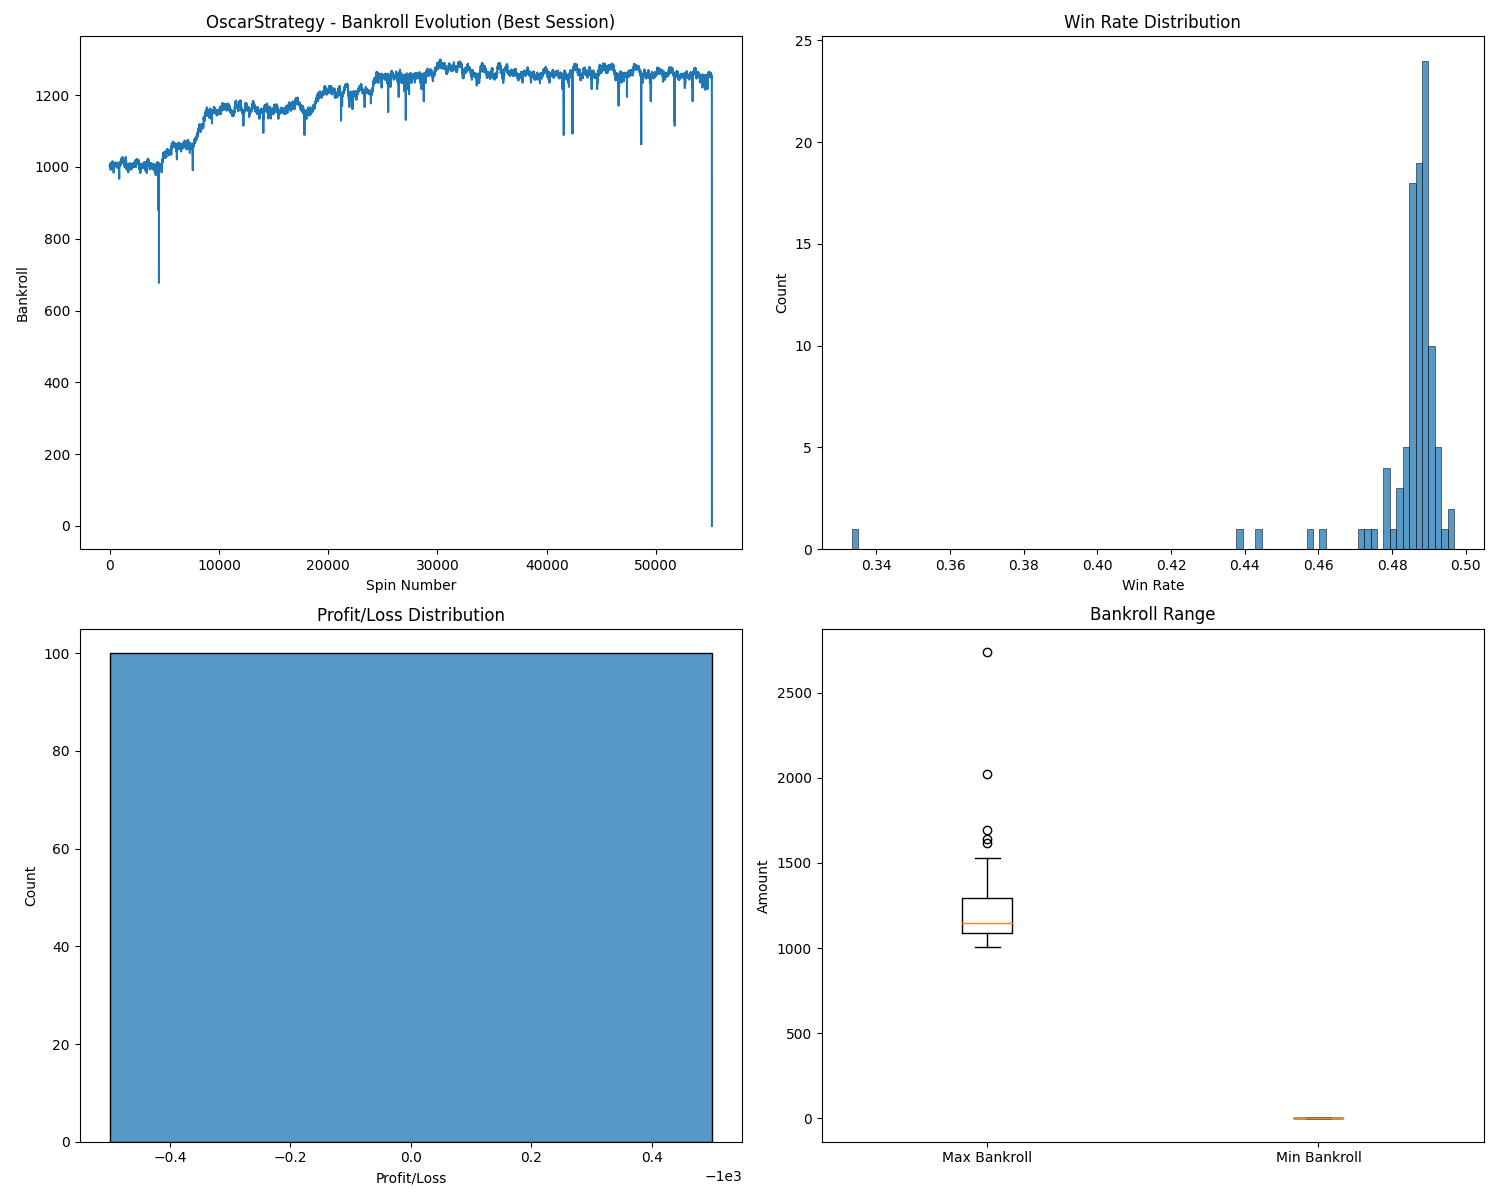 OscarStrategy - Bankroll Evolution (Best Session)
1200
1000
800
600
400
200
0
Bankroll
0 10000 20000 30000 40000 50000
Spin Number
Win Rate Distribution
25
20
15
10
5
0
Count
0.34 0.36 0.38 0.40 0.42 0.44 0.46 0.48 0.50
Win Rate
Profit/Loss Distribution
100
80
60
40
20
0
Count
−0.4 −0.2 0.0 0.2 0.4
Profit/Loss
−1e3
Bankroll Range
2500
2000
1500
1000
500
0
Amount
Max Bankroll Min Bankroll